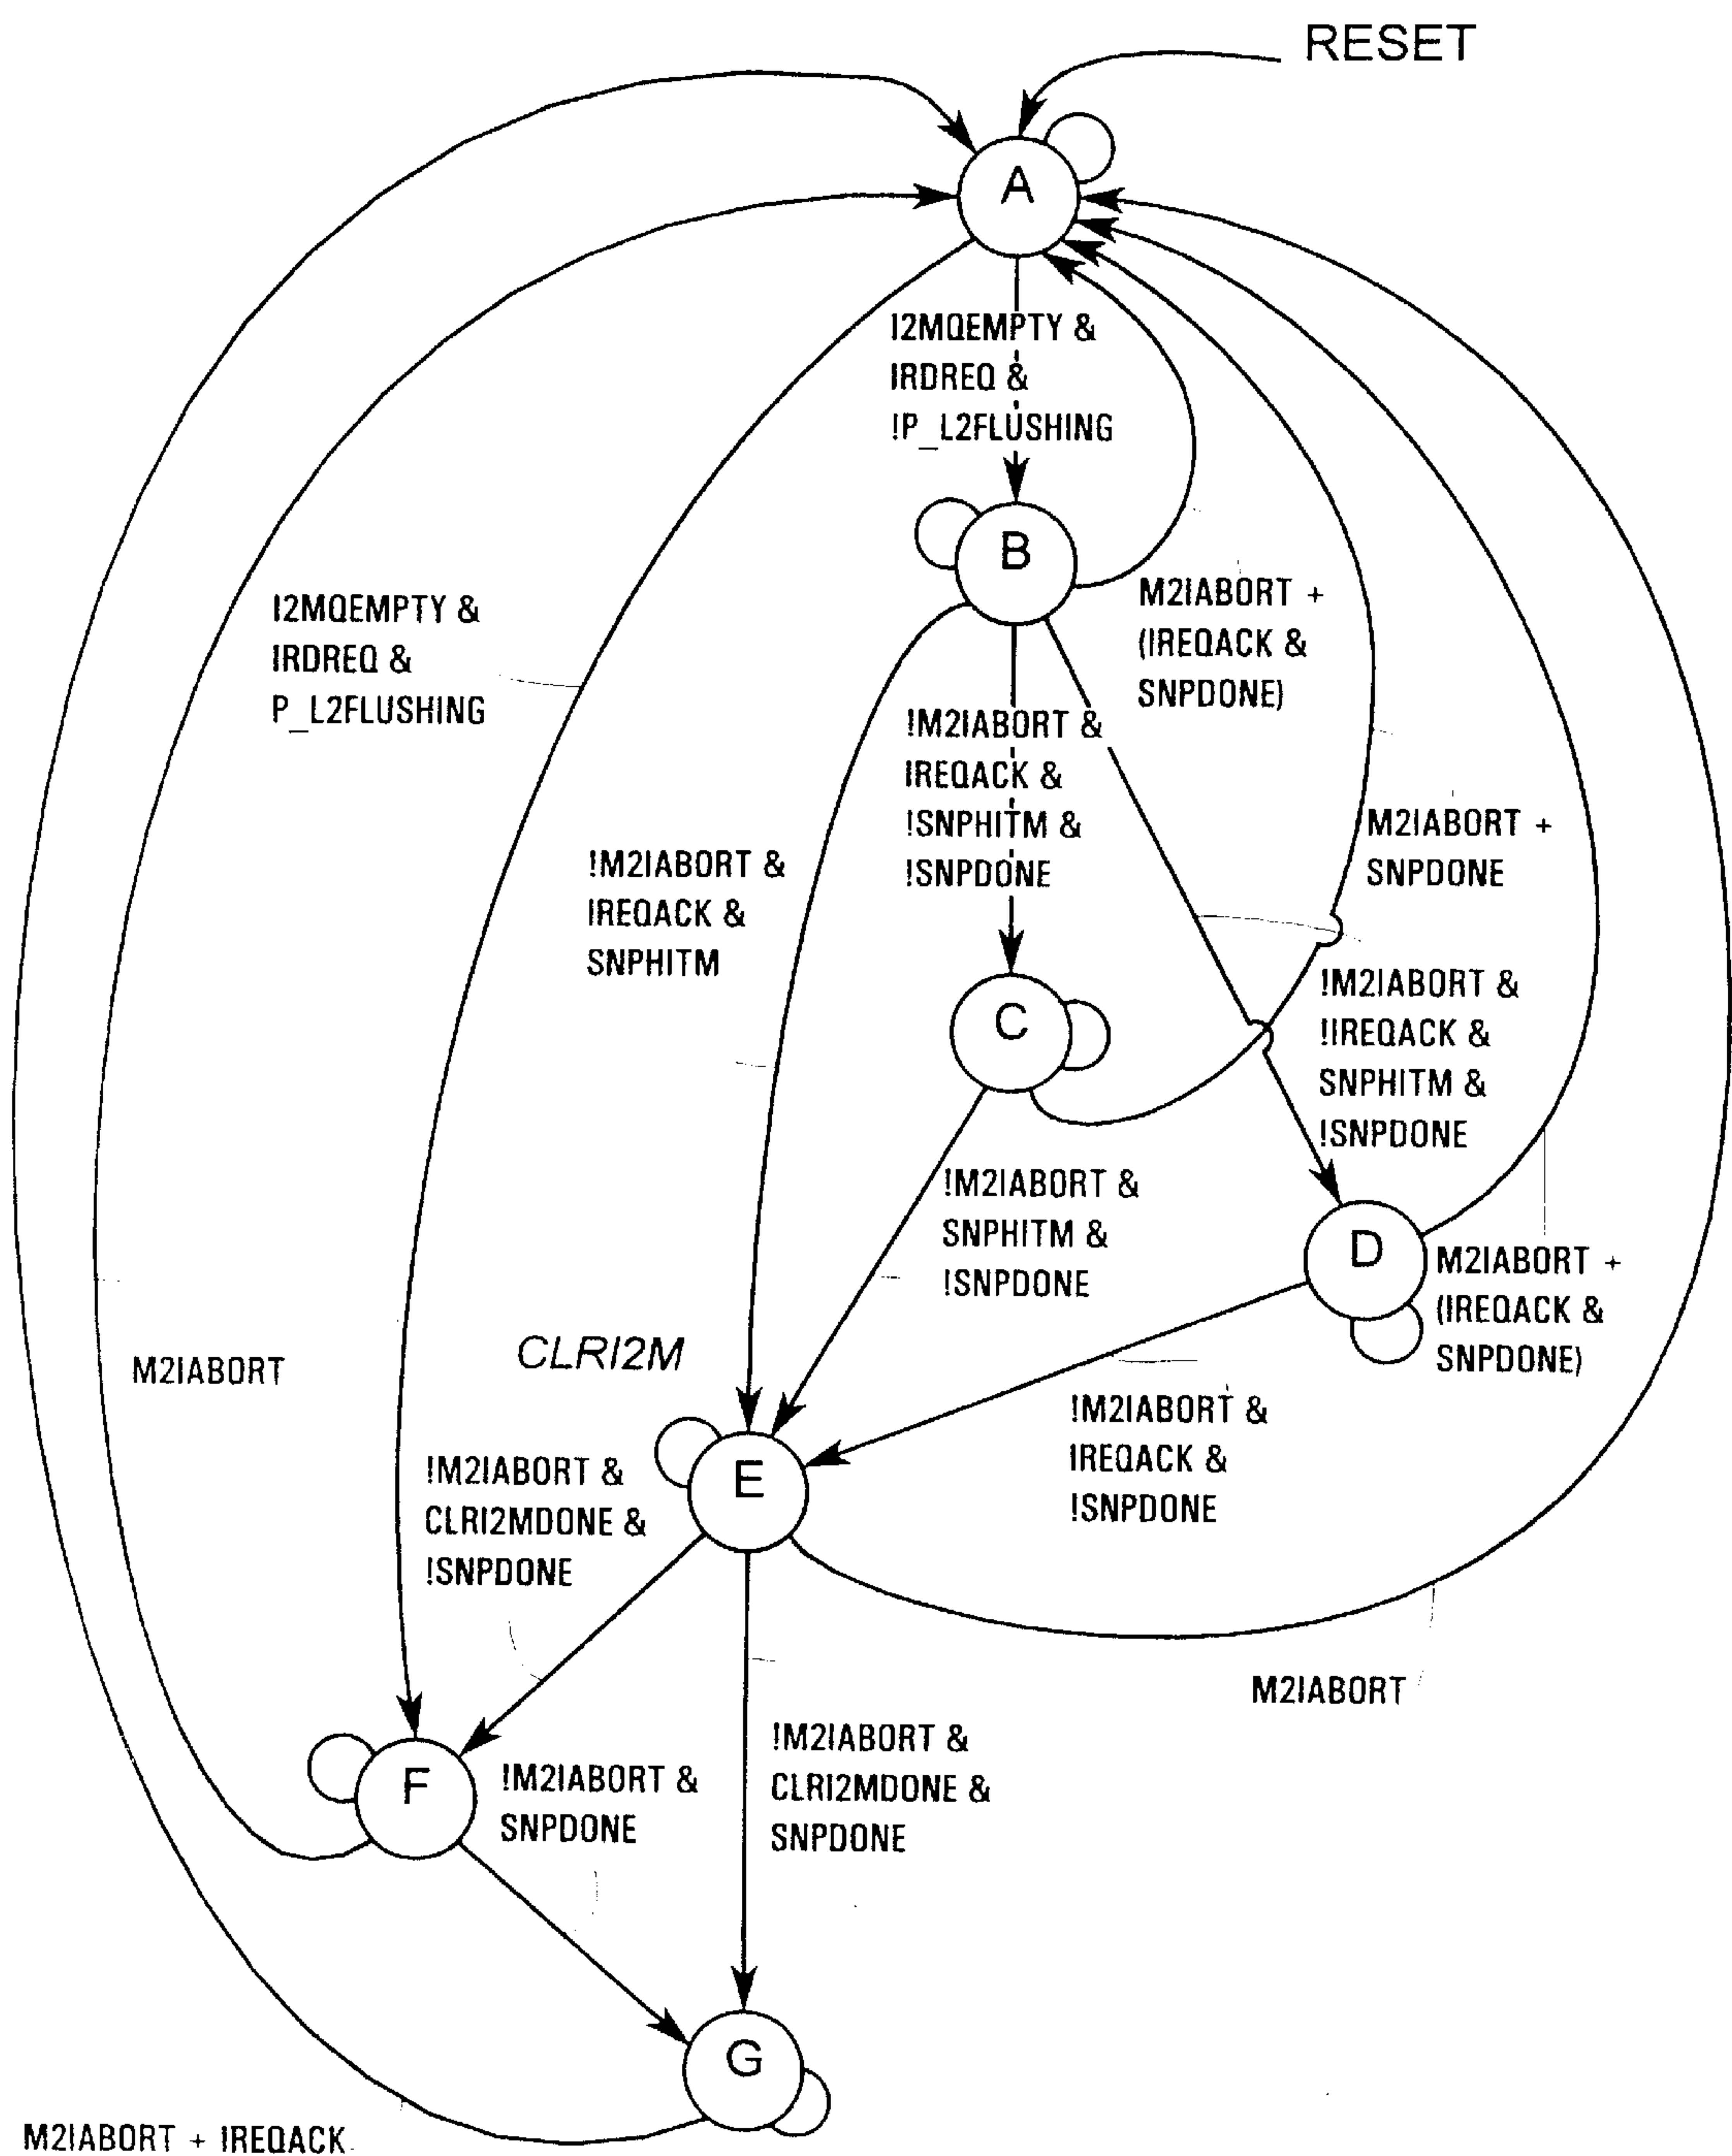 RESET
A
I2MQEMPTY &
IRDREQ &
!P_L2FLUSHING
B
I2MQEMPTY &
IRDREQ &
P_L2FLUSHING
M2IABORT +
(IREQACK &
SNPDONE)
!M2IABORT &
IREQACK &
!SNPHITM &
!SNPDONE
M2IABORT +
SNPDONE
!M2IABORT &
IREQACK &
SNPHITM
C
!M2IABORT &
!IREQACK &
SNPHITM &
!SNPDONE
!M2IABORT &
SNPHITM &
!SNPDONE
D
M2IABORT +
(IREQACK &
SNPDONE)
M2IABORT
CLRI2M
!M2IABORT &
IREQACK &
!SNPDONE
E
!M2IABORT &
CLRI2MDONE &
!SNPDONE
M2IABORT
!M2IABORT &
CLRI2MDONE &
SNPDONE
F
!M2IABORT &
SNPDONE
G
M2IABORT + IREQACK